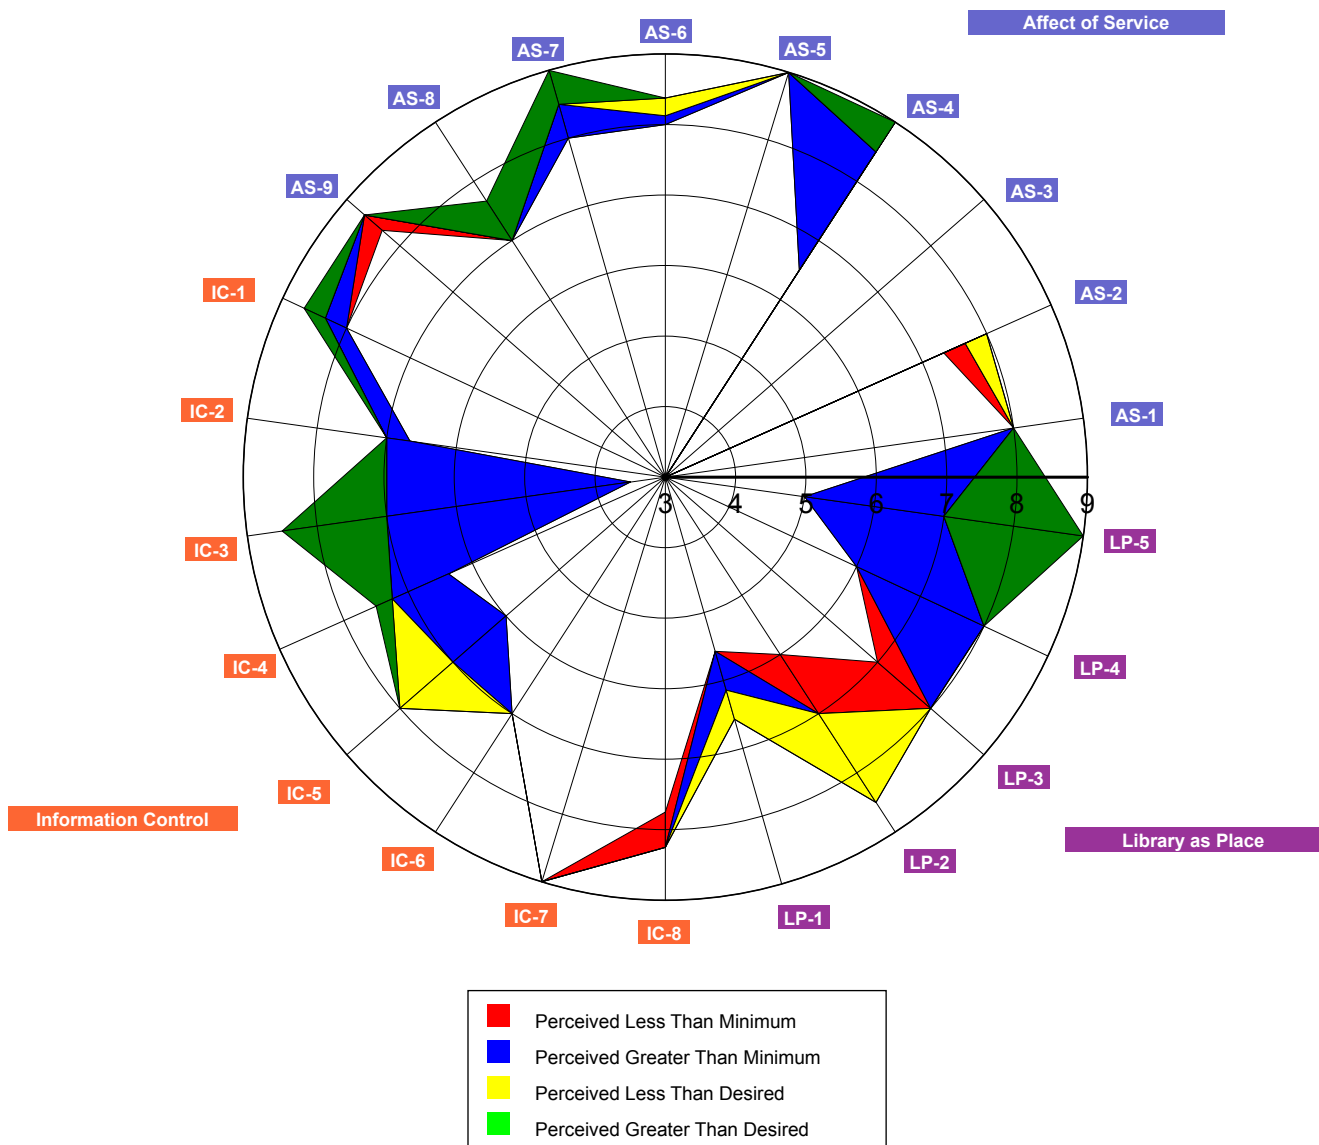 Affect of Service
AS-6
AS-7
AS-5
AS-8
AS-4
AS-9
AS-3
IC-1
AS-2
IC-2
AS-1
3 4 5 6 7 8 9
IC-3
LP-5
IC-4
LP-4
IC-5
LP-3
Information Control
Library as Place
IC-6
LP-2
IC-7
LP-1
IC-8
Perceived Less Than Minimum
Perceived Greater Than Minimum
Perceived Less Than Desired
Perceived Greater Than Desired